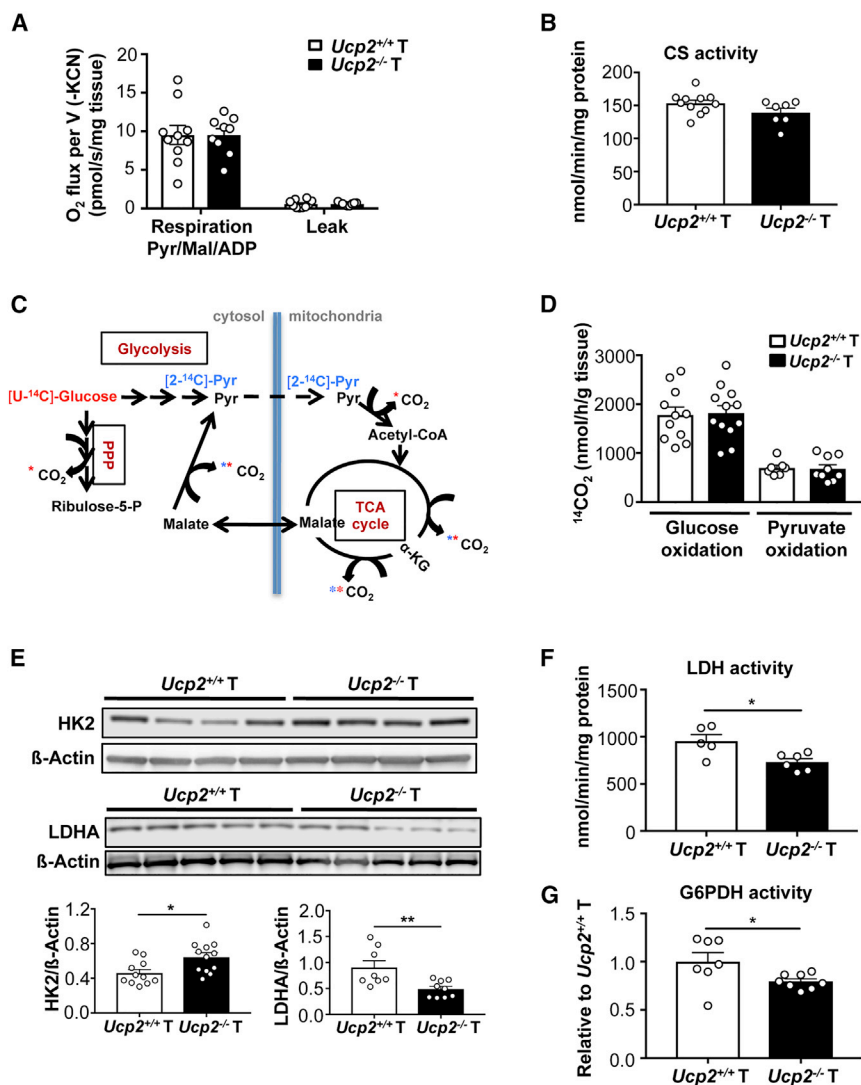 A
O₂ flux per V (-KCN)
(pmol/s/mg tissue)
20
15
10
5
0
Ucp2⁺/⁺ T
Ucp2⁻/⁻ T
Respiration
Pyr/Mal/ADP
Leak
B
CS activity
nmol/min/mg protein
200
150
100
50
0
Ucp2⁺/⁺ T
Ucp2⁻/⁻ T
C
cytosol
mitochondria
Glycolysis
[U-¹⁴C]-Glucose
[2-¹⁴C]-Pyr
Pyr
[2-¹⁴C]-Pyr
Pyr
*CO₂
Acetyl-CoA
PPP
*
CO₂
Ribulose-5-P
**CO₂
Malate
Malate
TCA
cycle
α-KG
**CO₂
**CO₂
D
¹⁴CO₂ (nmol/h/g tissue)
3000
2000
1000
0
Ucp2⁺/⁺ T
Ucp2⁻/⁻ T
Glucose
oxidation
Pyruvate
oxidation
E
Ucp2⁺/⁺ T
Ucp2⁻/⁻ T
HK2
ß-Actin
Ucp2⁺/⁺ T
Ucp2⁻/⁻ T
LDHA
ß-Actin
HK2/ß-Actin
1.2
0.8
0.4
0
*
Ucp2⁺/⁺ T
Ucp2⁻/⁻ T
LDHA/ß-Actin
2.0
1.5
1.0
0.5
0.0
**
Ucp2⁺/⁺ T
Ucp2⁻/⁻ T
F
LDH activity
nmol/min/mg protein
1500
1000
500
0
*
Ucp2⁺/⁺ T
Ucp2⁻/⁻ T
G
G6PDH activity
Relative to Ucp2⁺/⁺ T
1.5
1.0
0.5
0.0
*
Ucp2⁺/⁺ T
Ucp2⁻/⁻ T